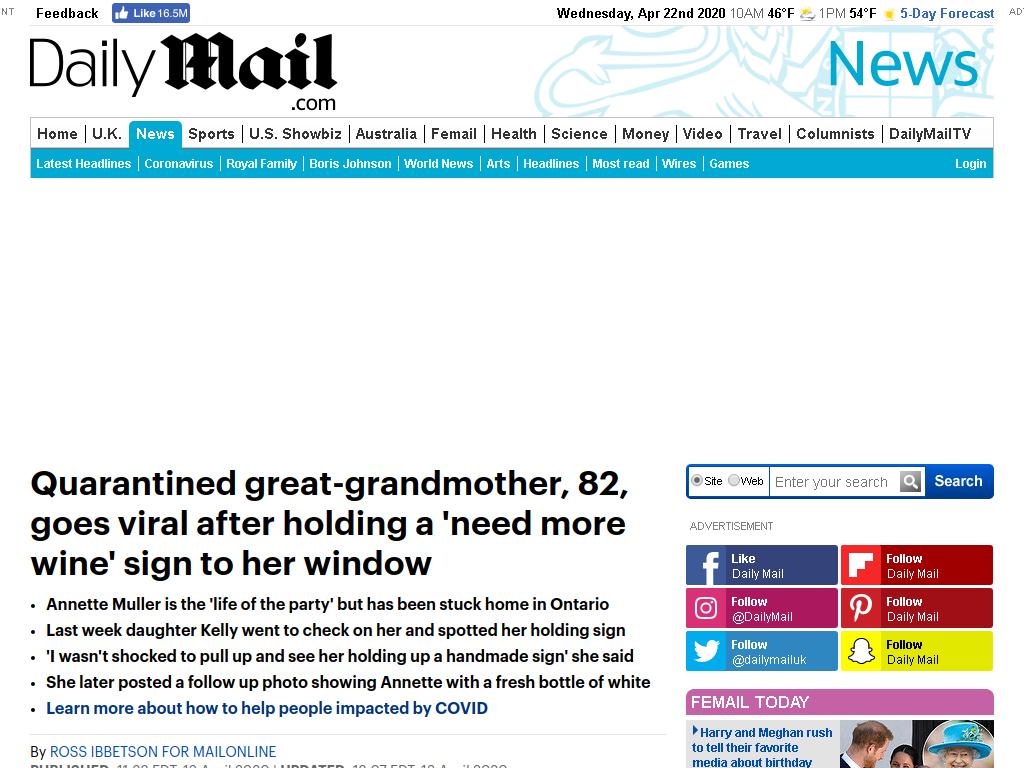 NT
Feedback
Like 16.5M
Wednesday, Apr 22nd 2020 10AM 46°F 1PM 54°F 5-Day Forecast
AD
Daily Mail
.com
News
Home U.K. News Sports U.S. Showbiz Australia Femail Health Science Money Video Travel Columnists DailyMailTV
Latest Headlines Coronavirus Royal Family Boris Johnson World News Arts Headlines Most read Wires Games Login
Quarantined great-grandmother, 82,
goes viral after holding a 'need more
wine' sign to her window
• Annette Muller is the 'life of the party' but has been stuck home in Ontario
• Last week daughter Kelly went to check on her and spotted her holding sign
• 'I wasn't shocked to pull up and see her holding up a handmade sign' she said
• She later posted a follow up photo showing Annette with a fresh bottle of white
• Learn more about how to help people impacted by COVID
By ROSS IBBETSON FOR MAILONLINE
Site Web Enter your search Search
ADVERTISEMENT
Like
Daily Mail
Follow
Daily Mail
Follow
@DailyMail
Follow
Daily Mail
Follow
@dailymailuk
Follow
Daily Mail
FEMAIL TODAY
Harry and Meghan rush
to tell their favorite
media about birthday